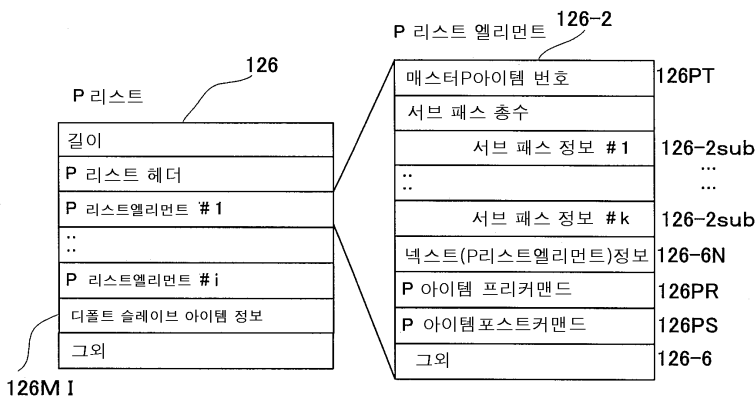 P 리스트 엘리먼트 126-2
126
P 리스트
길이
P 리스트 헤더
P 리스트엘리먼트 #1
::
P 리스트엘리먼트 #i
디폴트 슬레이브 아이템 정보
그외
126M I
매스터P아이템 번호 126PT
서브 패스 총수
서브 패스 정보 #1 126-2sub
:: ...
...
서브 패스 정보 #k 126-2sub
넥스트(P리스트엘리먼트)정보 126-6N
P 아이템 프리커맨드 126PR
P 아이템포스트커맨드 126PS
그외 126-6